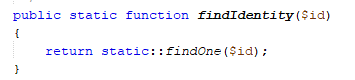 public static function findIdentity($id)
{
    return static::findOne($id);
}